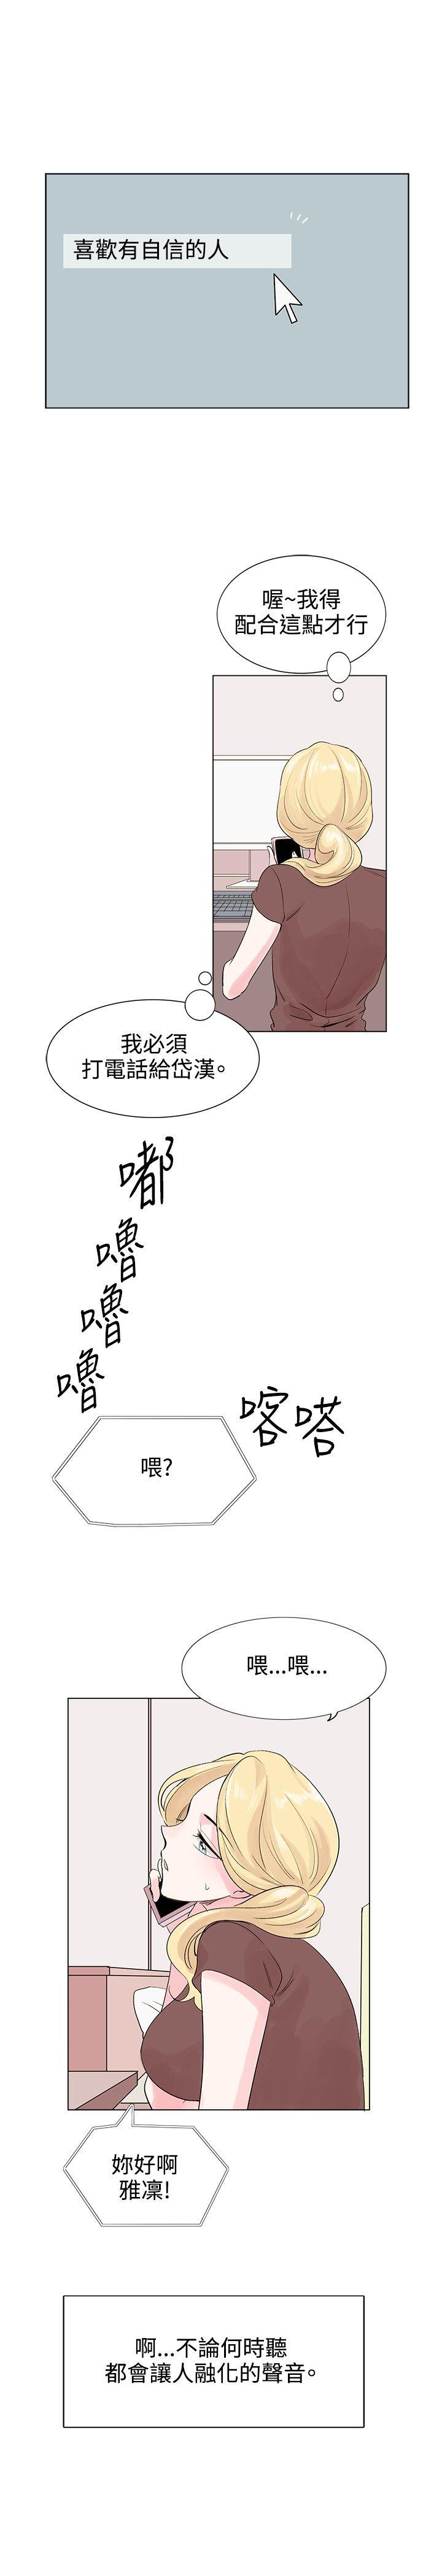 喜歡有自信的人
喔~我得
配合這點才行
我必須
打電話給岱漢。
嘟
嚕
嚕
嚕
喀嗒
喂?
喂...喂...
妳好啊
雅凜!
啊...不論何時聽
都會讓人融化的聲音。